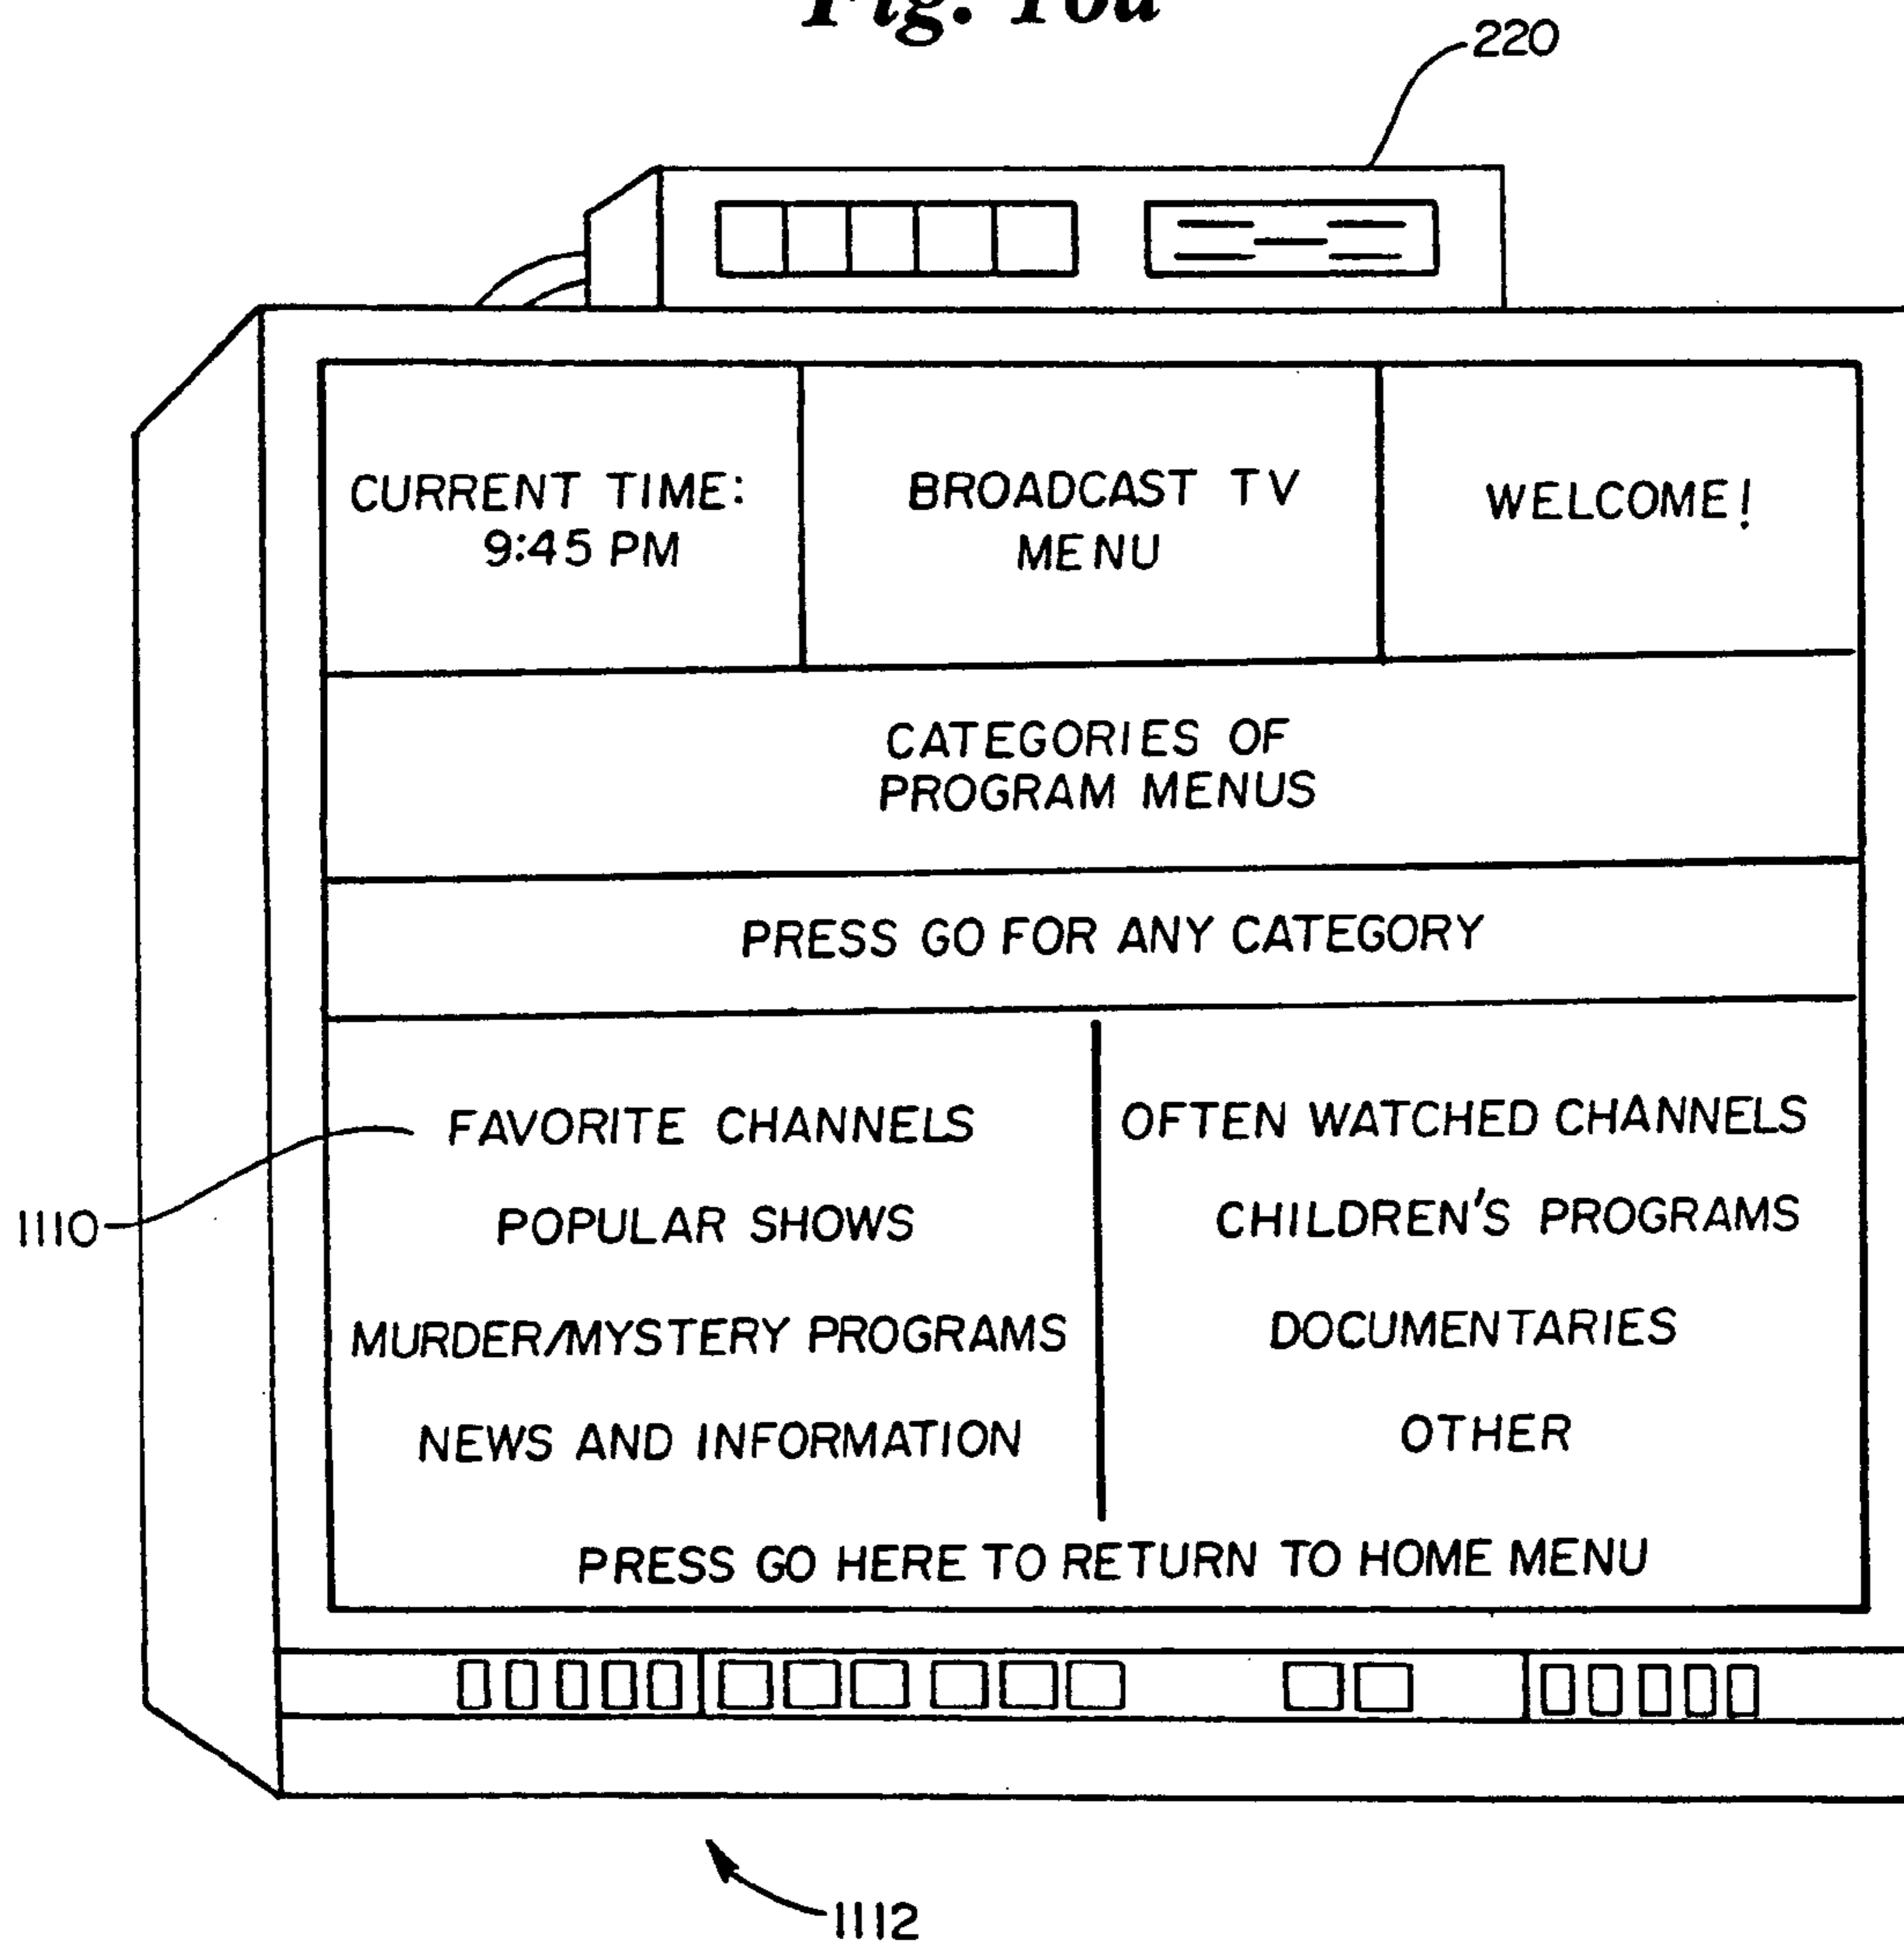 Fig. 16a
220
CURRENT TIME:
9:45 PM
BROADCAST TV
MENU
WELCOME!
CATEGORIES OF
PROGRAM MENUS
PRESS GO FOR ANY CATEGORY
FAVORITE CHANNELS
OFTEN WATCHED CHANNELS
1110
POPULAR SHOWS
CHILDREN'S PROGRAMS
MURDER/MYSTERY PROGRAMS
DOCUMENTARIES
NEWS AND INFORMATION
OTHER
PRESS GO HERE TO RETURN TO HOME MENU
1112